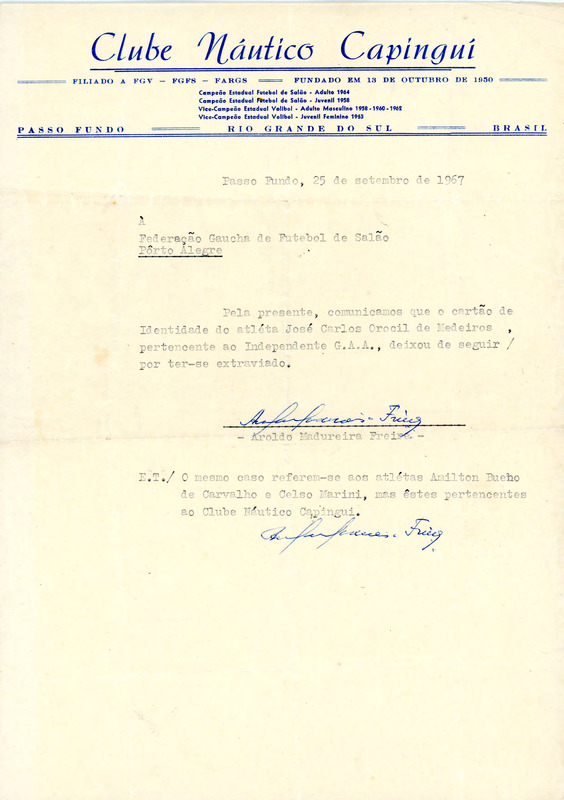 Clube Náutico Capinguí
FILIADO A FGV - FGFS - FARGS FUNDADO EM 13 DE OUTUBRO DE 1950
Campeão Estadual Futebol de Salão - Adulto 1964
Campeão Estadual Futebol de Salão - Juvenil 1958
Vice-Campeão Estadual Volibol - Adulto Masculino 1958 - 1960 - 1962
Vice-Campeão Estadual Volibol - Juvenil Feminino 1963
PASSO FUNDO RIO GRANDE DO SUL BRASIL
Passo Fundo, 25 de setembro de 1967
À
Federação Gaucha de Futebol de Salão
Pôrto Alegre
Pela presente, comunicamos que o cartão de
Identidade do atléta José Carlos Orocil de Medeiros ,
pertencente ao Independente G.A.A., deixou de seguir /
por ter-se extraviado.
- Aroldo Madureira Freire -
E.T./ O mesmo caso referem-se aos atlétas Amilton Bueno
de Carvalho e Celso Marini, mas êstes pertencentes
ao Clube Náutico Capingui.